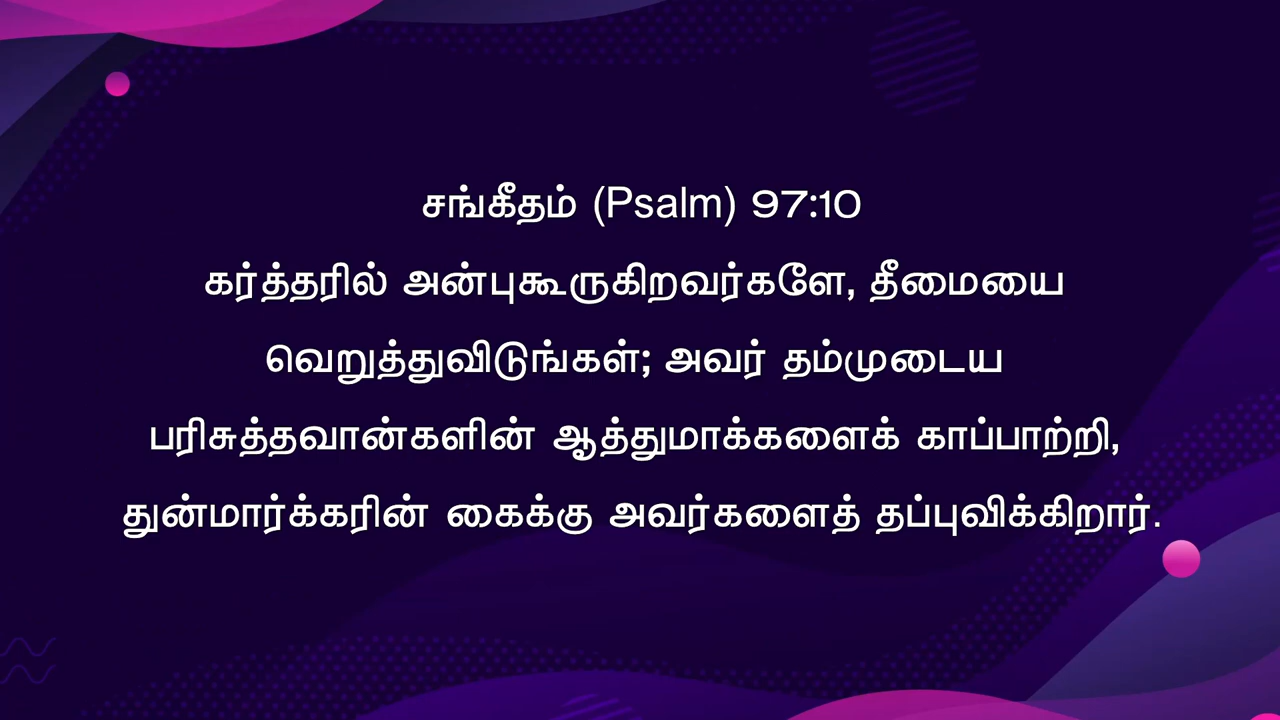 சங்கீதம் (Psalm) 97:10
கர்த்தரில் அன்புகூருகிறவர்களே, தீமையை
வெறுத்துவிடுங்கள்; அவர் தம்முடைய
பரிசுத்தவான்களின் ஆத்துமாக்களைக் காப்பாற்றி,
துன்மார்க்கரின் கைக்கு அவர்களைத் தப்புவிக்கிறார்.